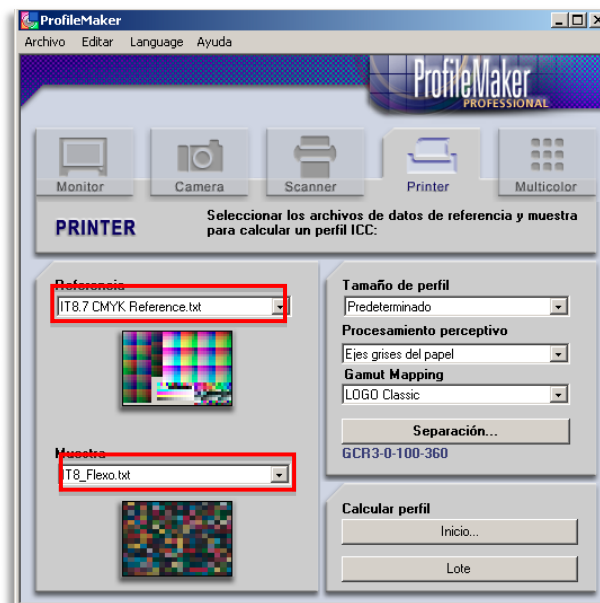 ProfileMaker
Archivo Editar Language Ayuda
ProfileMaker
PROFESSIONAL
Monitor Camera Scanner Printer Multicolor
PRINTER
Seleccionar los archivos de datos de referencia y muestra
para calcular un perfil ICC:
Referencia
IT8.7 CMYK Reference.txt
Muestra
IT8_Flexo.txt
Tamaño de perfil
Predeterminado
Procesamiento perceptivo
Ejes grises del papel
Gamut Mapping
LOGO Classic
Separación...
GCR3-0-100-360
Calcular perfil
Inicio...
Lote